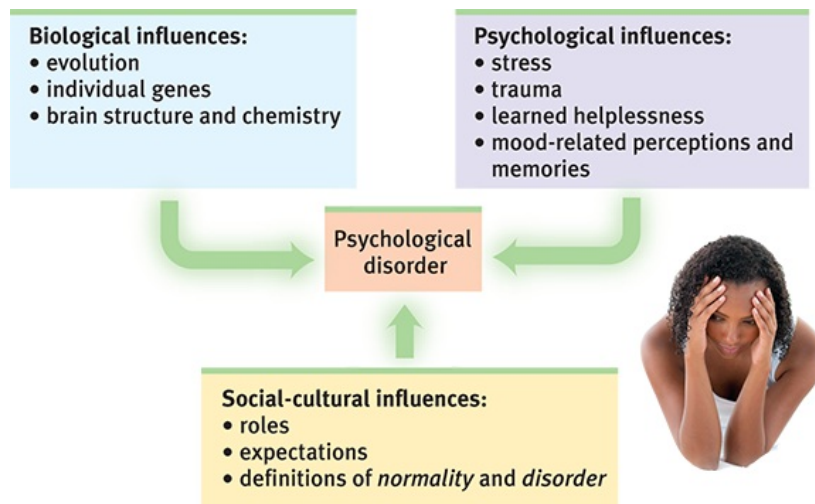 Biological influences:
• evolution
• individual genes
• brain structure and chemistry
Psychological influences:
• stress
• trauma
• learned helplessness
• mood-related perceptions and
memories
Psychological
disorder
Social-cultural influences:
• roles
• expectations
• definitions of normality and disorder